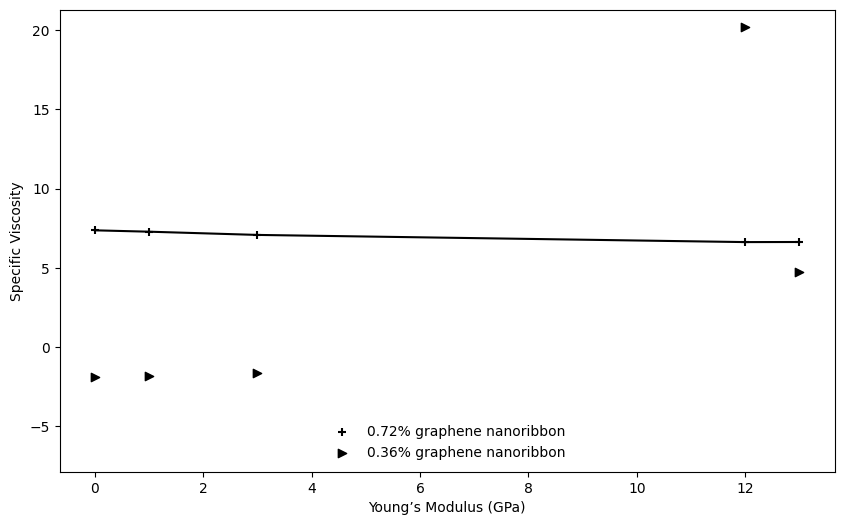 20
15
10
5
0
−5
Specific Viscosity
0.72% graphene nanoribbon
0.36% graphene nanoribbon
0 2 4 6 8 10 12
Young’s Modulus (GPa)